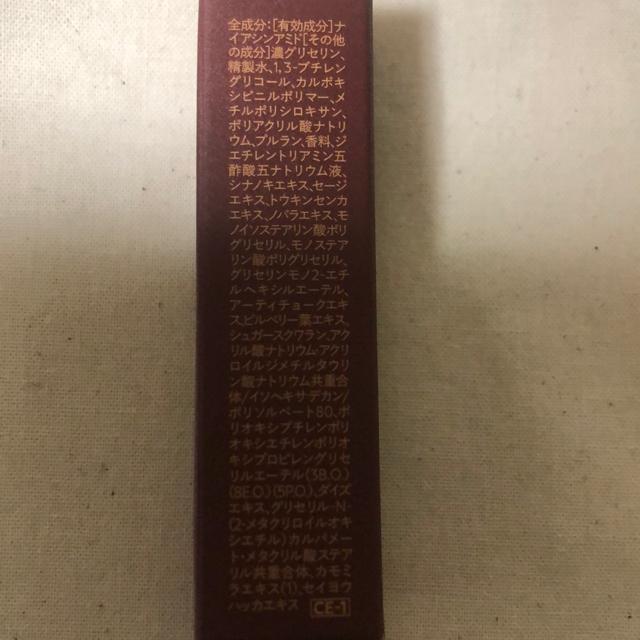 全成分:[有効成分]ナ
イアシンアミド[その他
の成分]濃グリセリン、
精製水、1,3-ブチレン
グリコール、カルボキ
シビニルポリマー、メ
チルポリシロキサン、
ポリアクリル酸ナトリ
ウム、プルラン、香料、ジ
エチレントリアミン五
酢酸五ナトリウム液、
シナノキエキス、セージ
エキス、トウキンセンカ
エキス、ノバラエキス、モ
ノイソステアリン酸ポリ
グリセリル、モノステア
リン酸ポリグリセリル、
グリセリンモノ2-エチ
ルヘキシルエーテル、
アーティチョークエキ
ス、ビルベリー葉エキス、
シュガースクワラン、アク
リル酸ナトリウム・アクリ
ロイルジメチルタウリ
ン酸ナトリウム共重合
体/イソヘキサデカン/
ポリソルベート80、ポ
リオキシブチレンポリ
オキシエチレンポリオ
キシプロピレングリセ
リルエーテル(3B.O.)
(8E.O.)(5P.O.)、ダイズ
エキス、グリセリル-N-
(2-メタクリロイルオキ
シエチル)カルバメー
ト・メタクリル酸ステア
リル共重合体、カモミ
ラエキス(1)、セイヨウ
ハッカエキス CE-1